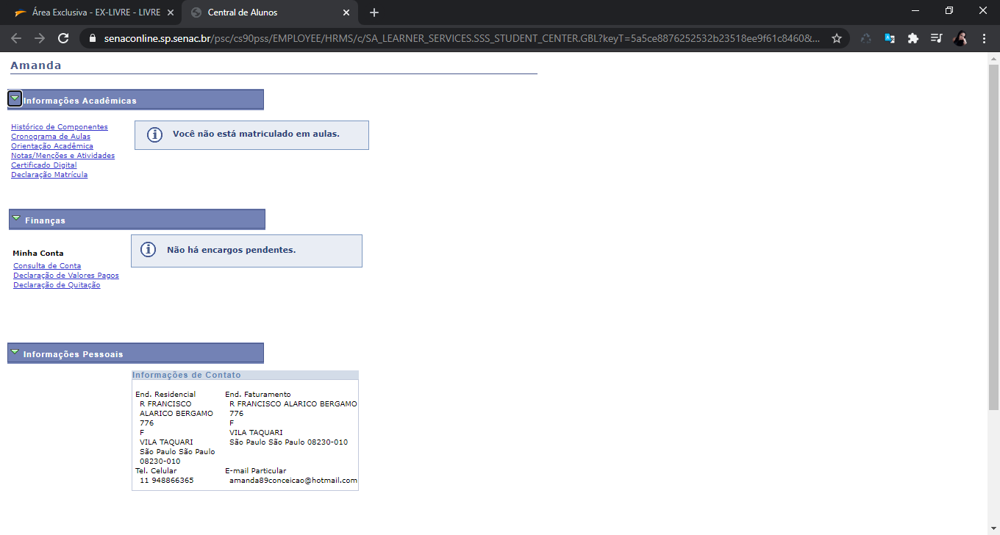 Área Exclusiva - EX-LIVRE - LIVRE
Central de Alunos
senaconline.sp.senac.br/psc/cs90pss/EMPLOYEE/HRMS/c/SA_LEARNER_SERVICES.SSS_STUDENT_CENTER.GBL?keyT=5a5ce8876252532b23518ee9f61c8460&...
Amanda
Informações Acadêmicas
Histórico de Componentes
Cronograma de Aulas
Orientação Acadêmica
Notas/Menções e Atividades
Certificado Digital
Declaração Matrícula
Você não está matriculado em aulas.
Finanças
Minha Conta
Consulta de Conta
Declaração de Valores Pagos
Declaração de Quitação
Não há encargos pendentes.
Informações Pessoais
Informações de Contato
End. Residencial
R FRANCISCO
ALARICO BERGAMO
776
F
VILA TAQUARI
São Paulo São Paulo
08230-010
End. Faturamento
R FRANCISCO ALARICO BERGAMO
776
F
VILA TAQUARI
São Paulo São Paulo 08230-010
Tel. Celular
11 948866365
E-mail Particular
amanda89conceicao@hotmail.com